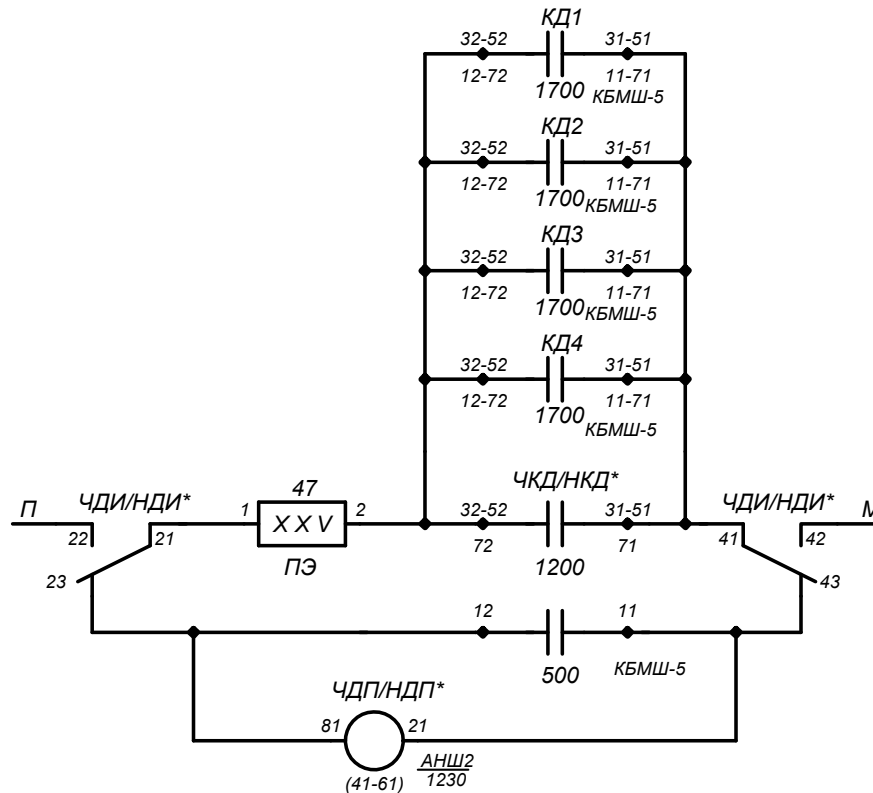 КД1
32-52 31-51
12-72 11-71
1700 КБМШ-5
КД2
32-52 31-51
12-72 11-71
1700 КБМШ-5
КД3
32-52 31-51
12-72 11-71
1700 КБМШ-5
КД4
32-52 31-51
12-72 11-71
1700 КБМШ-5
П ЧДИ/НДИ* 47 ЧКД/НКД* ЧДИ/НДИ* М
1 X X V 2 32-52 31-51
22 21 72 71 41 42
ПЭ 1200
23 43
12 11
500 КБМШ-5
ЧДП/НДП*
81 21
(41-61) АНШ2
1230